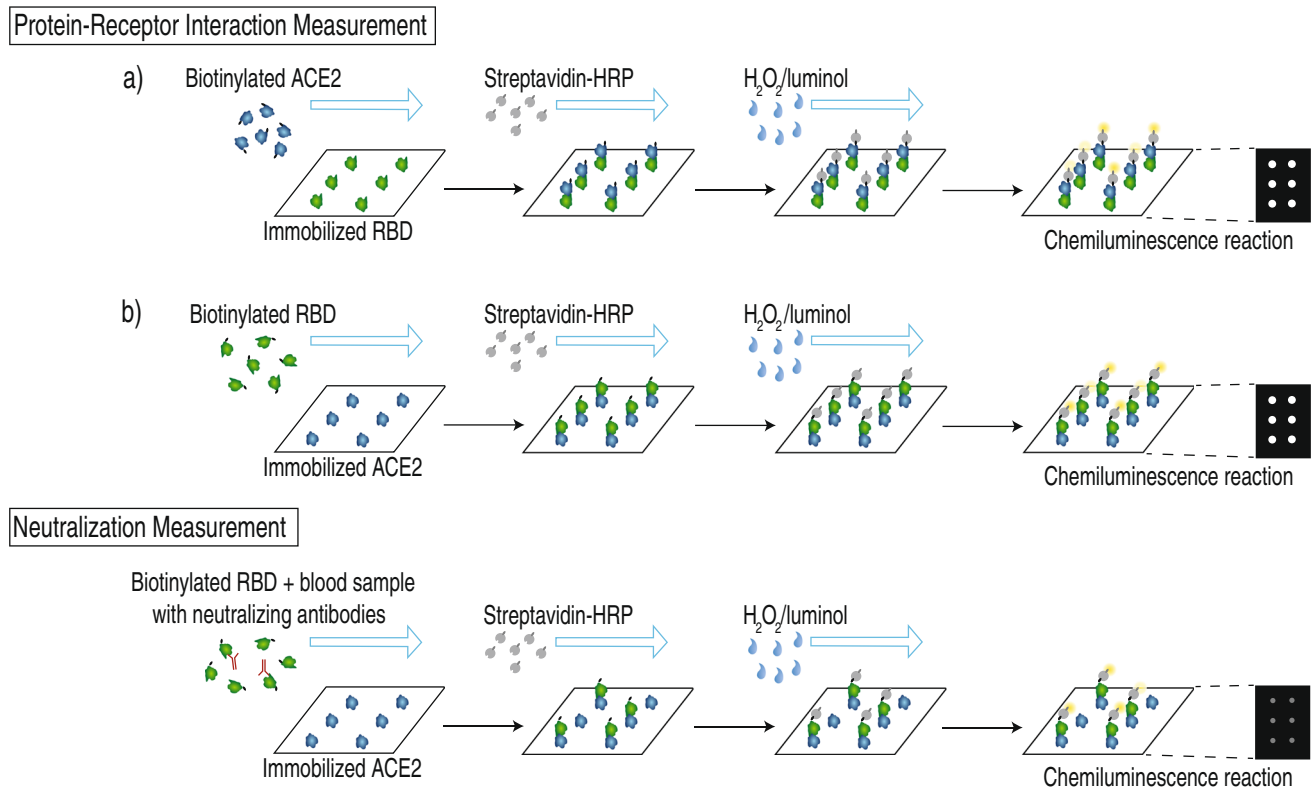 Protein-Receptor Interaction Measurement
a)
Biotinylated ACE2
Streptavidin-HRP
H2O2/luminol
Immobilized RBD
Chemiluminescence reaction
b)
Biotinylated RBD
Streptavidin-HRP
H2O2/luminol
Immobilized ACE2
Chemiluminescence reaction
Neutralization Measurement
Biotinylated RBD + blood sample
with neutralizing antibodies
Streptavidin-HRP
H2O2/luminol
Immobilized ACE2
Chemiluminescence reaction